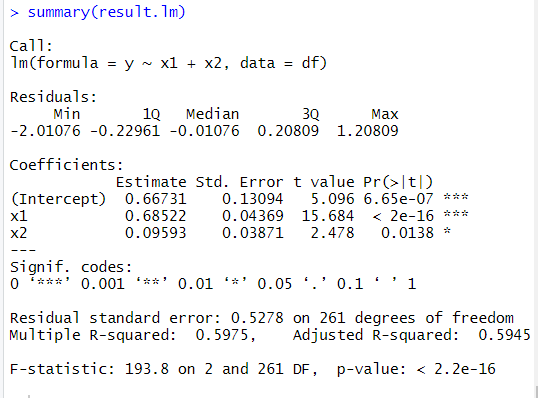 > summary(result.lm)
Call:
lm(formula = y ~ x1 + x2, data = df)
Residuals:
     Min       1Q   Median       3Q      Max
-2.01076 -0.22961 -0.01076  0.20809  1.20809
Coefficients:
            Estimate Std. Error t value Pr(>|t|)
(Intercept)  0.66731    0.13094   5.096 6.65e-07 ***
x1           0.68522    0.04369  15.684  < 2e-16 ***
x2           0.09593    0.03871   2.478   0.0138 *
---
Signif. codes:
0 ‘***’ 0.001 ‘**’ 0.01 ‘*’ 0.05 ‘.’ 0.1 ‘ ’ 1
Residual standard error: 0.5278 on 261 degrees of freedom
Multiple R-squared:  0.5975,    Adjusted R-squared:  0.5945
F-statistic: 193.8 on 2 and 261 DF,  p-value: < 2.2e-16